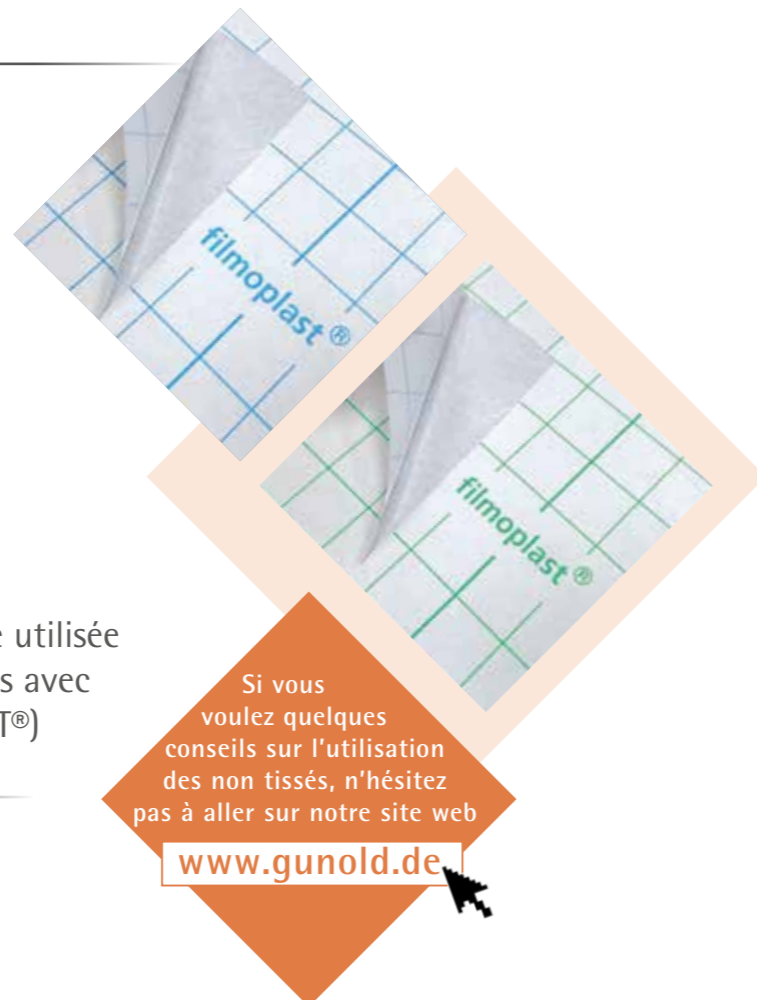 filmoplast ®
filmoplast ®
utilisée
s avec
T®)
Si vous
voulez quelques
conseils sur l'utilisation
des non tissés, n'hésitez
pas à aller sur notre site web
www.gunold.de